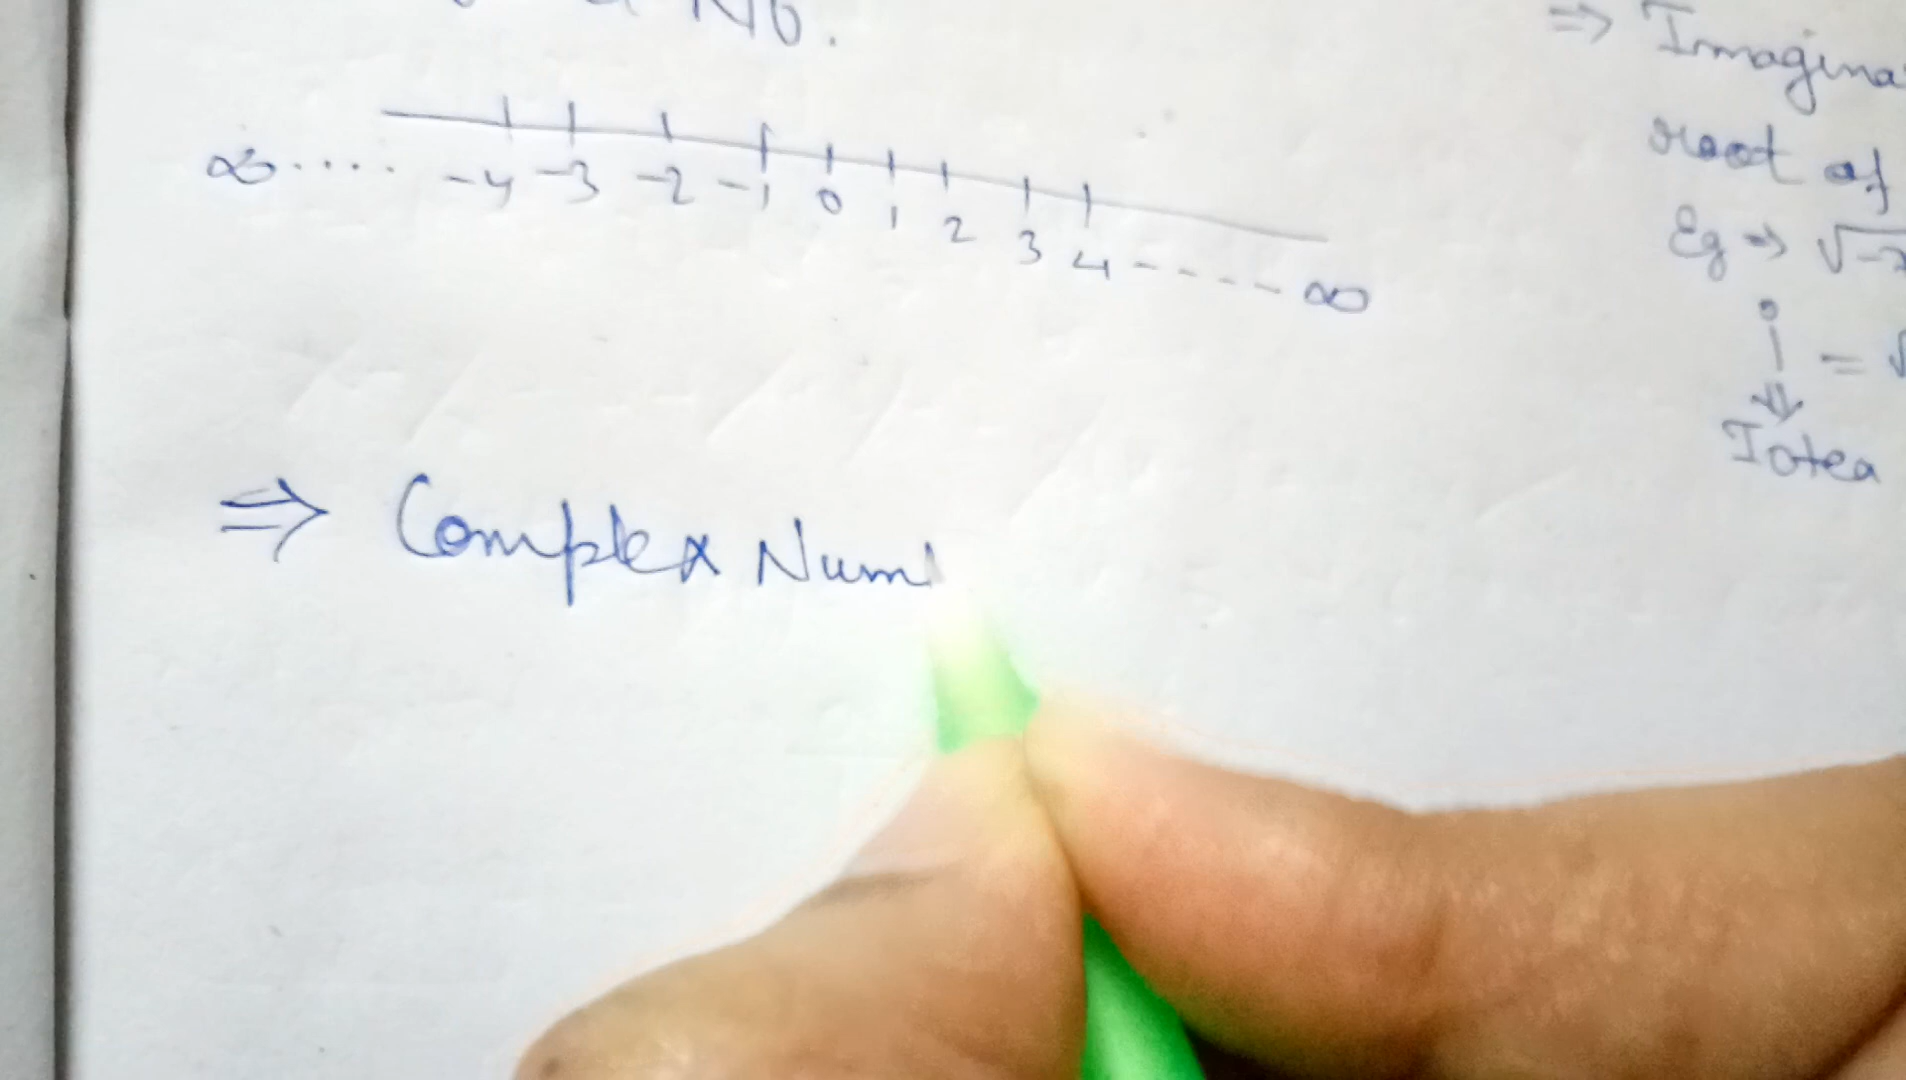 No.
∞.... -4 -3 -2 -1 0 1 2 3 4 ----- ∞
⇒ Complex Num
⇒ Imagina
root of
Eg ⇒ √-
i = √
⇓
Iotea